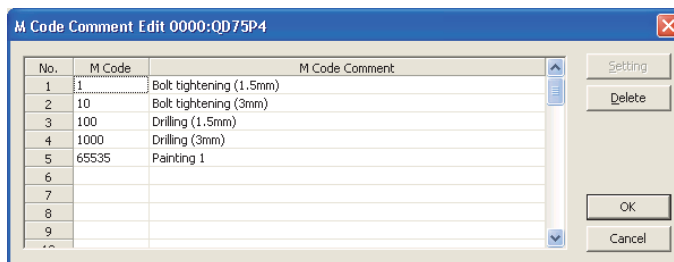 M Code Comment Edit 0000:QD75P4
No. M Code M Code Comment
1 1 Bolt tightening (1.5mm)
2 10 Bolt tightening (3mm)
3 100 Drilling (1.5mm)
4 1000 Drilling (3mm)
5 65535 Painting 1
6
7
8
9
Setting
Delete
OK
Cancel